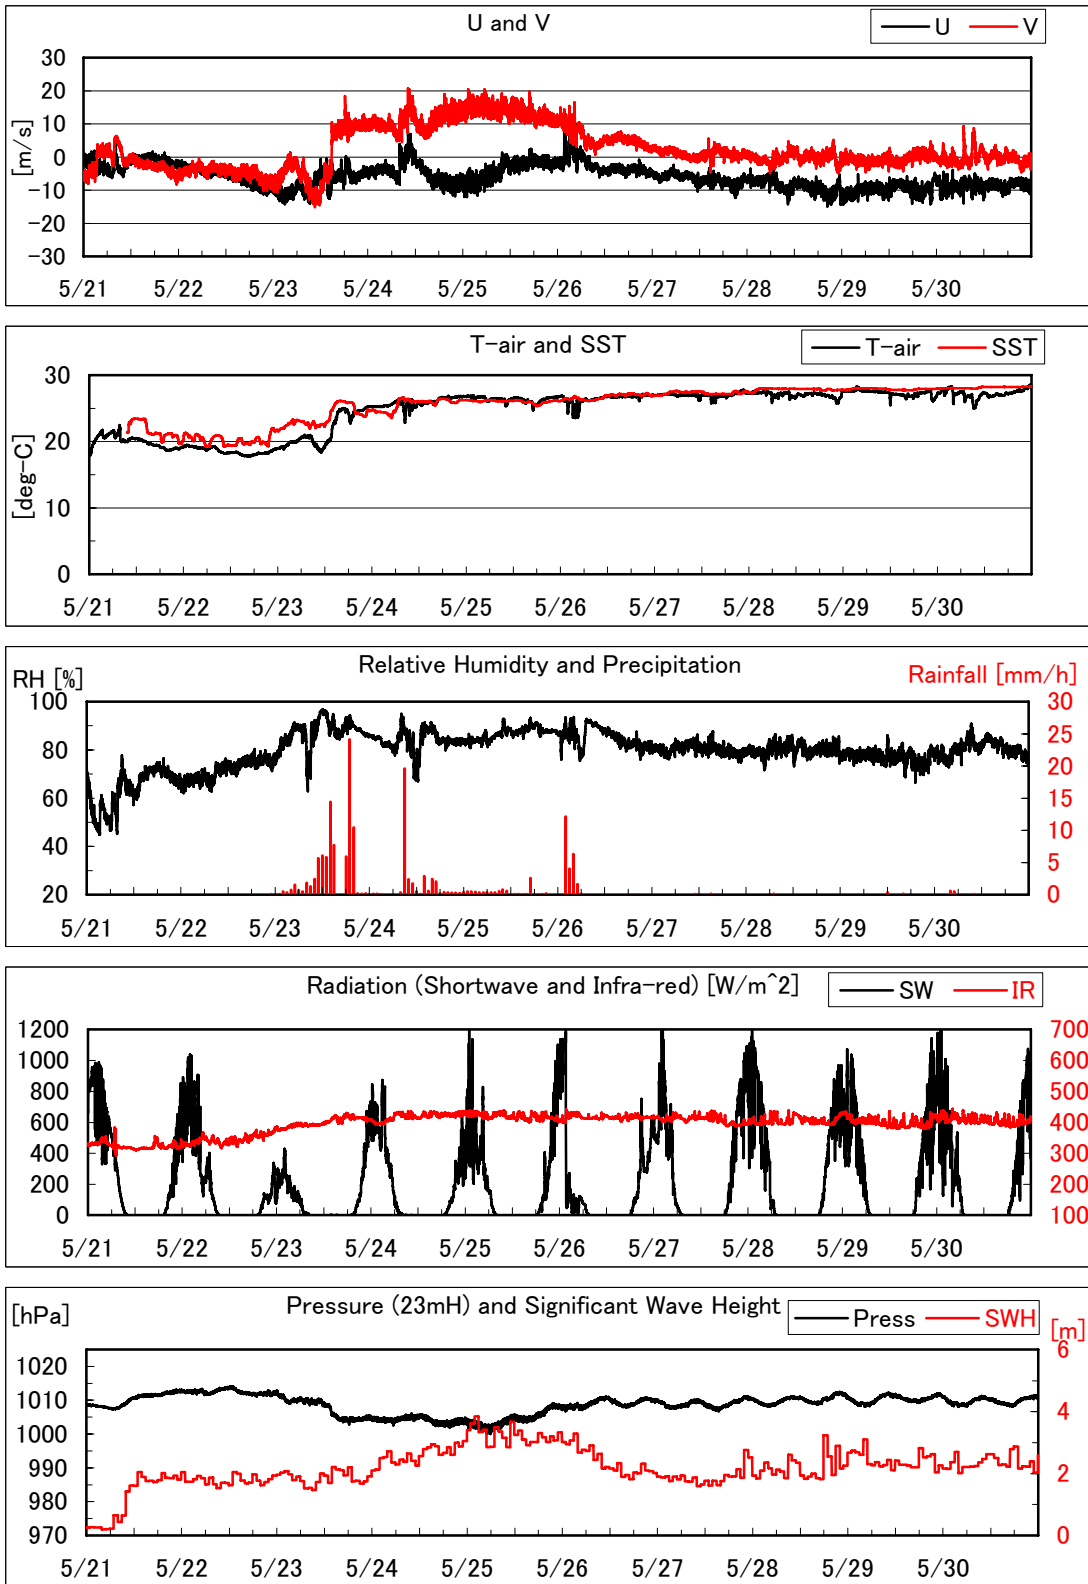 U and V
U V
30
20
10
0
-10
-20
-30
[m/s]
5/21 5/22 5/23 5/24 5/25 5/26 5/27 5/28 5/29 5/30
T-air and SST
T-air SST
30
20
10
0
[deg-C]
5/21 5/22 5/23 5/24 5/25 5/26 5/27 5/28 5/29 5/30
Relative Humidity and Precipitation
RH [%] Rainfall [mm/h]
100 30
25
80 20
60 15
40 10
5
20 0
5/21 5/22 5/23 5/24 5/25 5/26 5/27 5/28 5/29 5/30
Radiation (Shortwave and Infra-red) [W/m^2]
SW IR
1200 700
1000 600
800 500
600 400
400 300
200 200
0 100
5/21 5/22 5/23 5/24 5/25 5/26 5/27 5/28 5/29 5/30
Pressure (23mH) and Significant Wave Height
[hPa] Press SWH [m]
1020 6
1010
1000 4
990
980 2
970 0
5/21 5/22 5/23 5/24 5/25 5/26 5/27 5/28 5/29 5/30